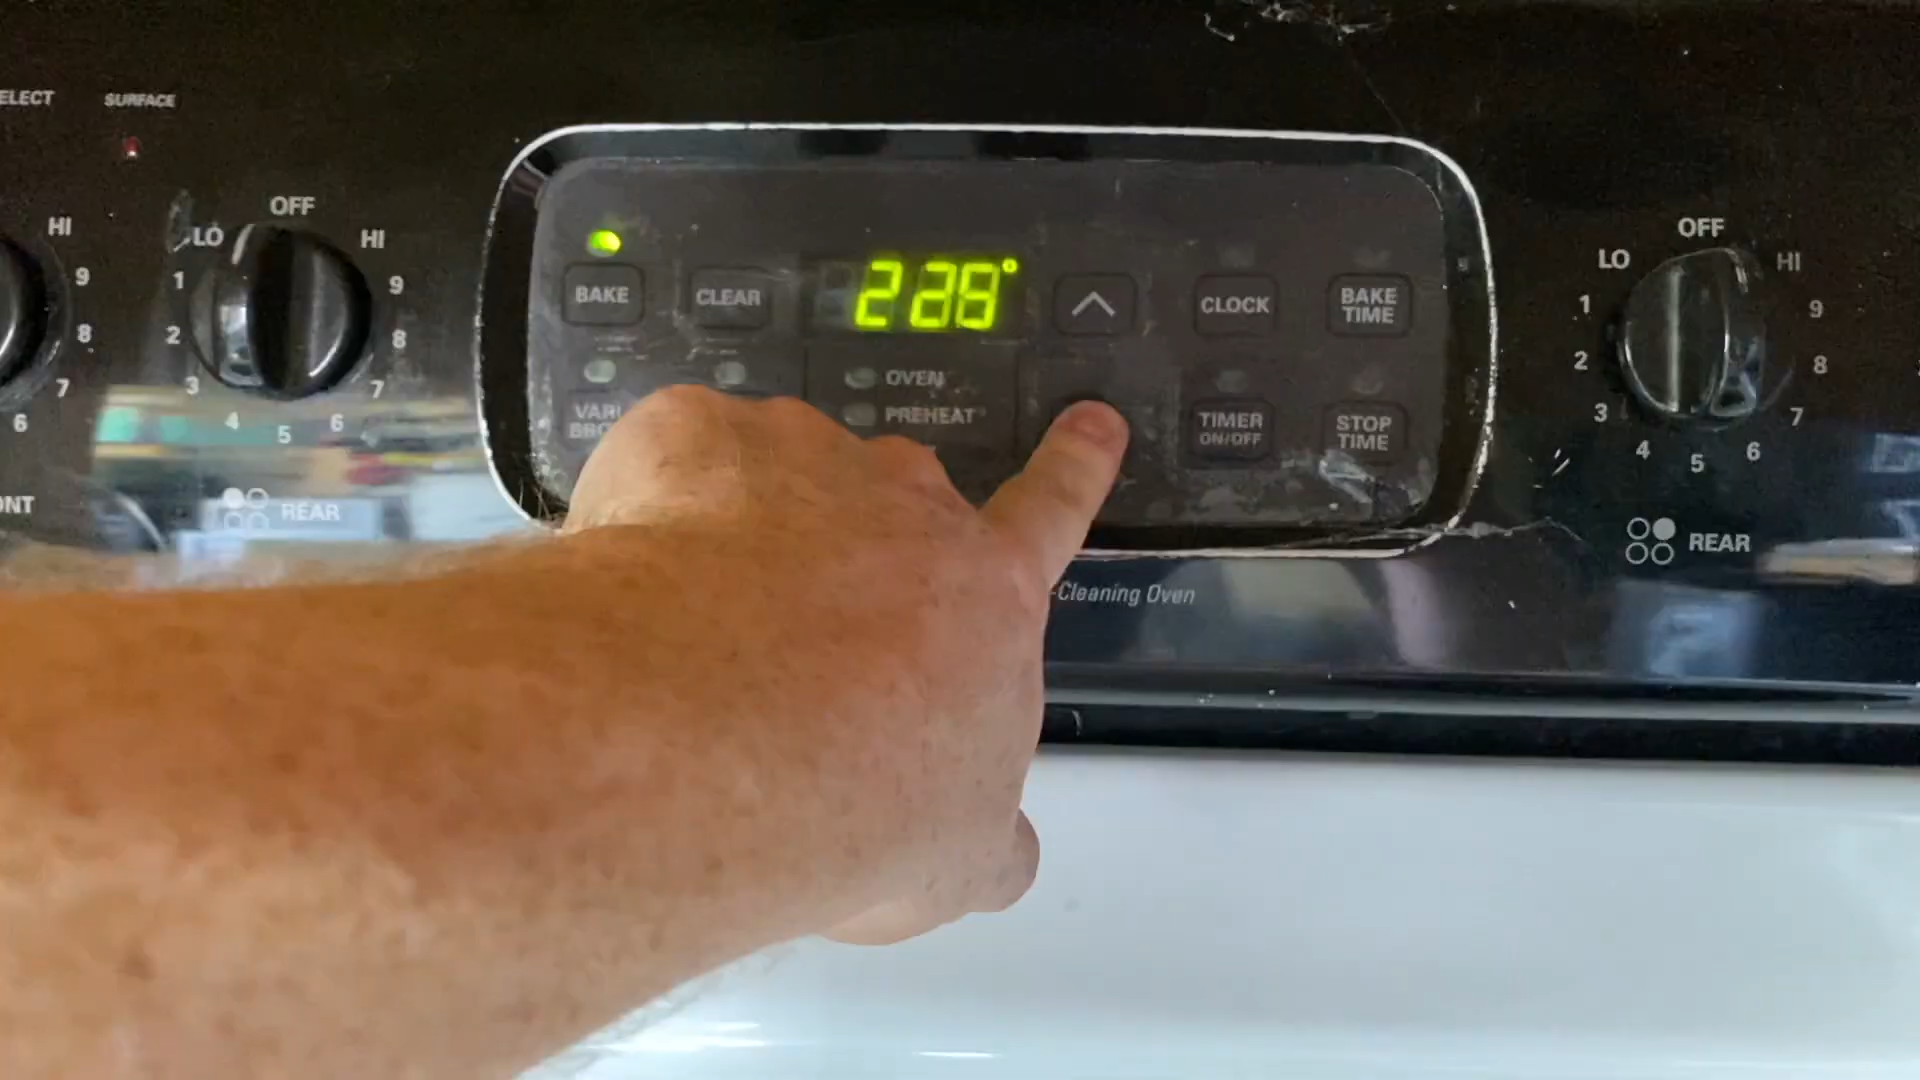 ELECT
SURFACE
OFF
LO
HI
HI
1
9
9
2
8
8
3
7
7
4
5
6
6
ONT
REAR
BAKE
CLEAR
CLOCK
BAKE
TIME
OVEN
PREHEAT
VARI
BRO
TIMER
ON/OFF
STOP
TIME
-Cleaning Oven
OFF
LO
HI
1
9
2
8
3
7
4
5
6
REAR